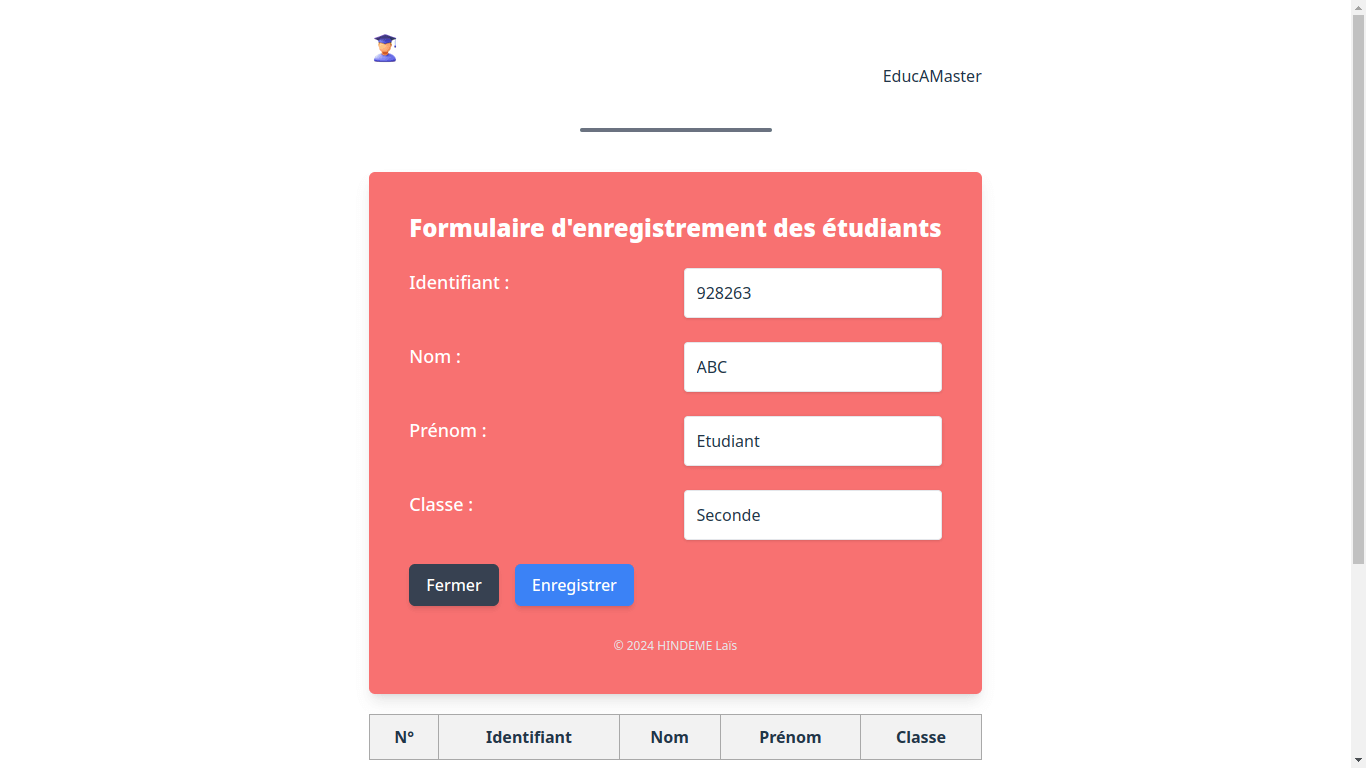 EducAMaster
Formulaire d'enregistrement des étudiants
Identifiant : 928263
Nom : ABC
Prénom : Etudiant
Classe : Seconde
Fermer Enregistrer
© 2024 HINDEME Laïs
N° Identifiant Nom Prénom Classe